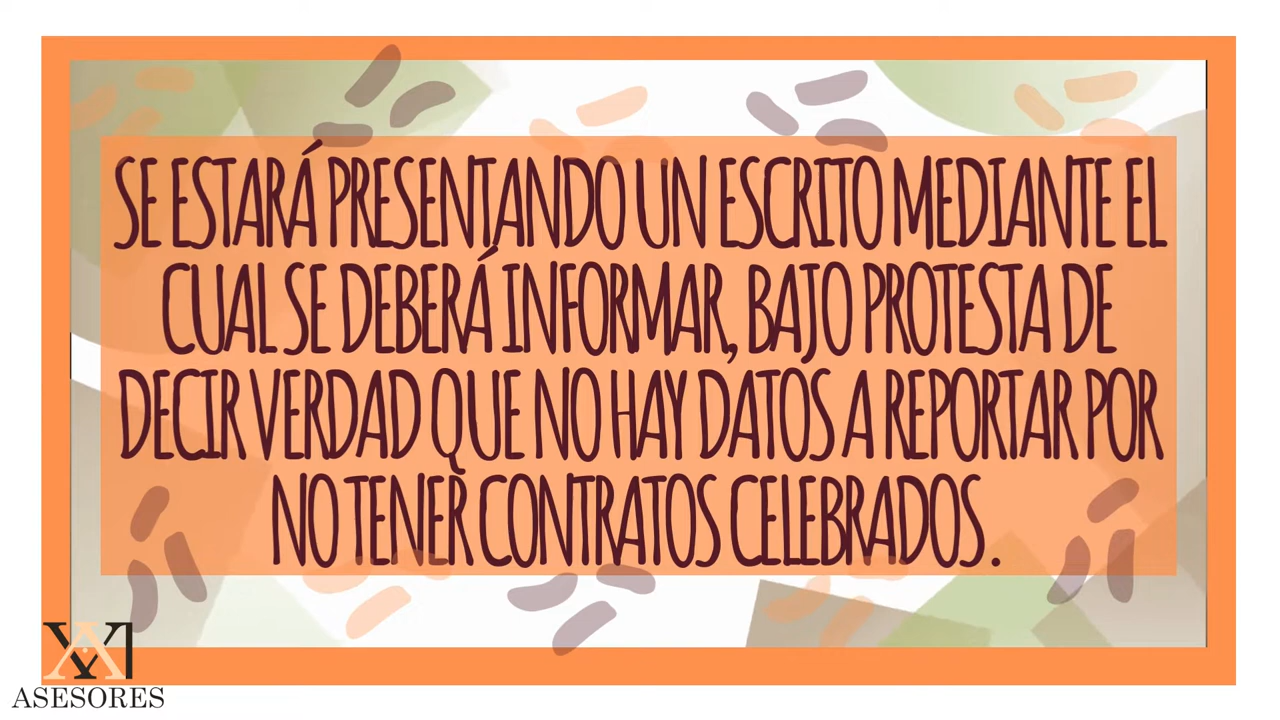 SE ESTARÁ PRESENTANDO UN ESCRITO MEDIANTE EL
CUAL SE DEBERÁ INFORMAR, BAJO PROTESTA DE
DECIR VERDAD QUE NO HAY DATOS A REPORTAR POR
NO TENER CONTRATOS CELEBRADOS.
ASESORES